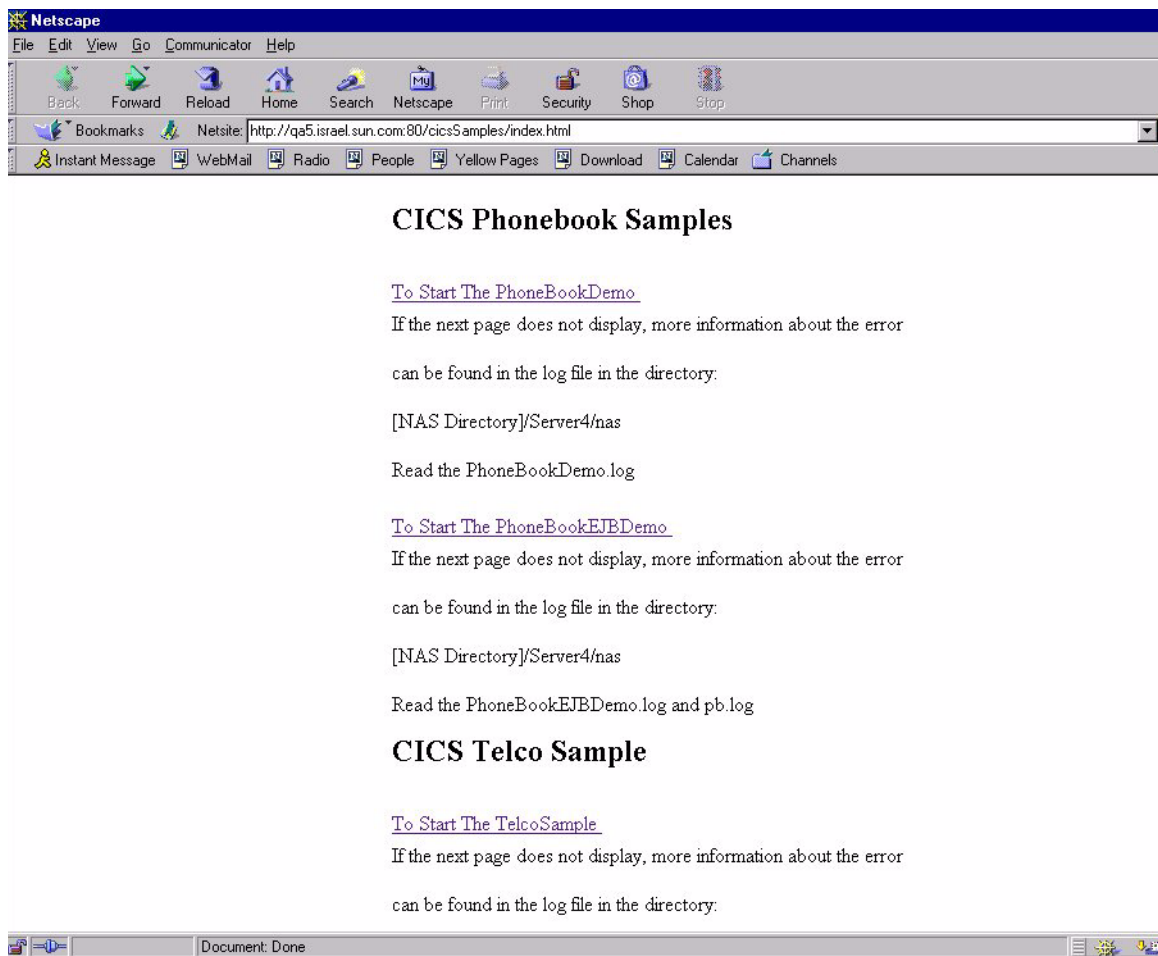 Netscape
File Edit View Go Communicator Help
Back Forward Reload Home Search Netscape Print Security Shop Stop
Bookmarks Netsite: http://qa5.israel.sun.com:80/cicsSamples/index.html
Instant Message WebMail Radio People Yellow Pages Download Calendar Channels
CICS Phonebook Samples
To Start The PhoneBookDemo
If the next page does not display, more information about the error
can be found in the log file in the directory:
[NAS Directory]/Server4/nas
Read the PhoneBookDemo.log
To Start The PhoneBookEJBDemo
If the next page does not display, more information about the error
can be found in the log file in the directory:
[NAS Directory]/Server4/nas
Read the PhoneBookEJBDemo.log and pb.log
CICS Telco Sample
To Start The TelcoSample
If the next page does not display, more information about the error
can be found in the log file in the directory:
Document: Done